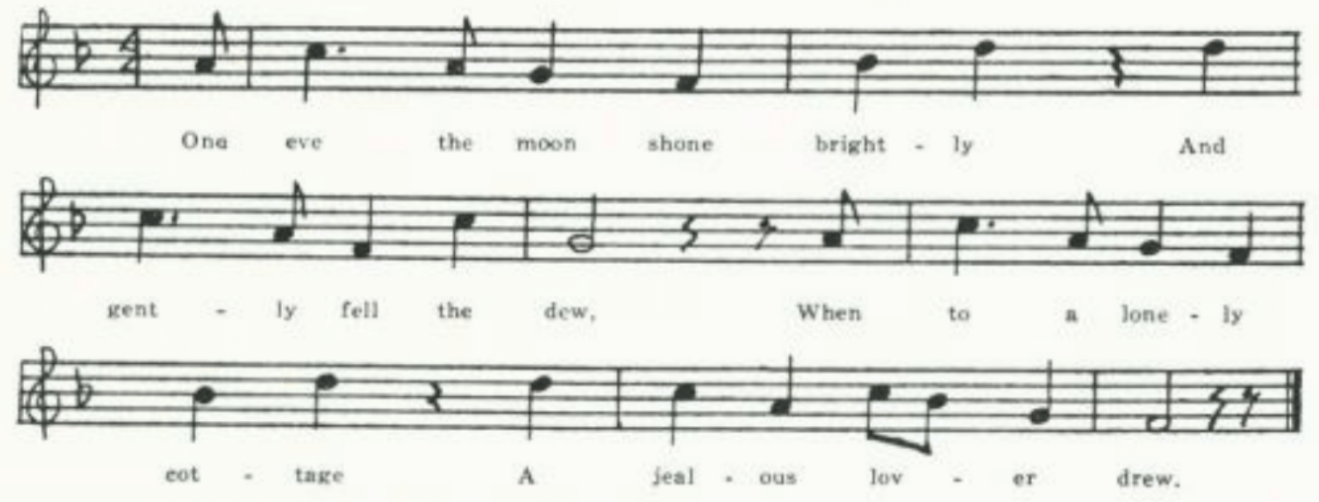 One eve the moon shone bright - ly And
gent - ly fell the dew, When to a lone - ly
cot - tage A jeal - ous lov - er drew.